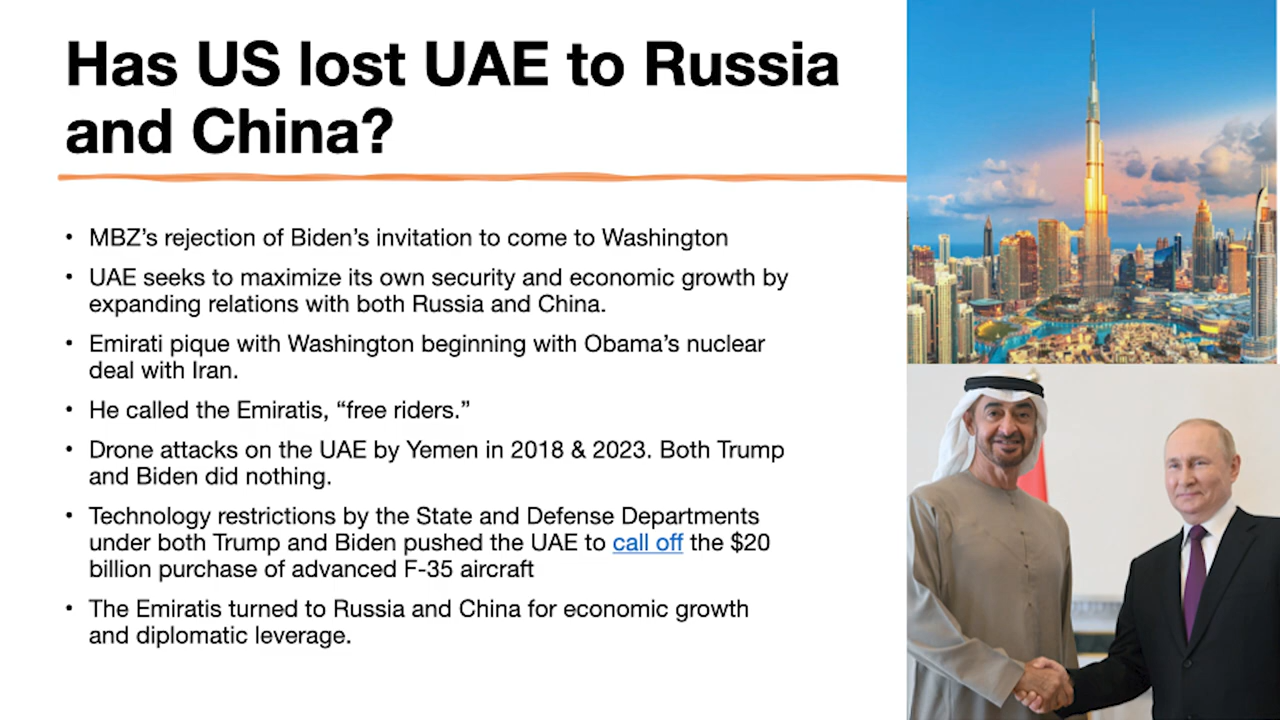 Has US lost UAE to Russia
and China?
• MBZ’s rejection of Biden’s invitation to come to Washington
• UAE seeks to maximize its own security and economic growth by
expanding relations with both Russia and China.
• Emirati pique with Washington beginning with Obama’s nuclear
deal with Iran.
• He called the Emiratis, “free riders.”
• Drone attacks on the UAE by Yemen in 2018 & 2023. Both Trump
and Biden did nothing.
• Technology restrictions by the State and Defense Departments
under both Trump and Biden pushed the UAE to call off the $20
billion purchase of advanced F-35 aircraft
• The Emiratis turned to Russia and China for economic growth
and diplomatic leverage.